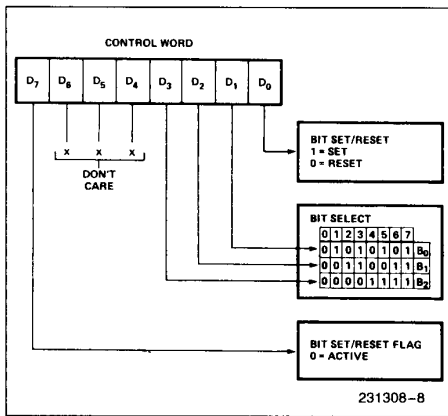 CONTROL WORD
D7 D6 D5 D4 D3 D2 D1 D0
X X X
DON'T
CARE
BIT SET/RESET
1 = SET
0 = RESET
BIT SELECT
0 1 2 3 4 5 6 7
0 1 0 1 0 1 0 1 B0
0 0 1 1 0 0 1 1 B1
0 0 0 0 1 1 1 1 B2
BIT SET/RESET FLAG
0 = ACTIVE
231308-8